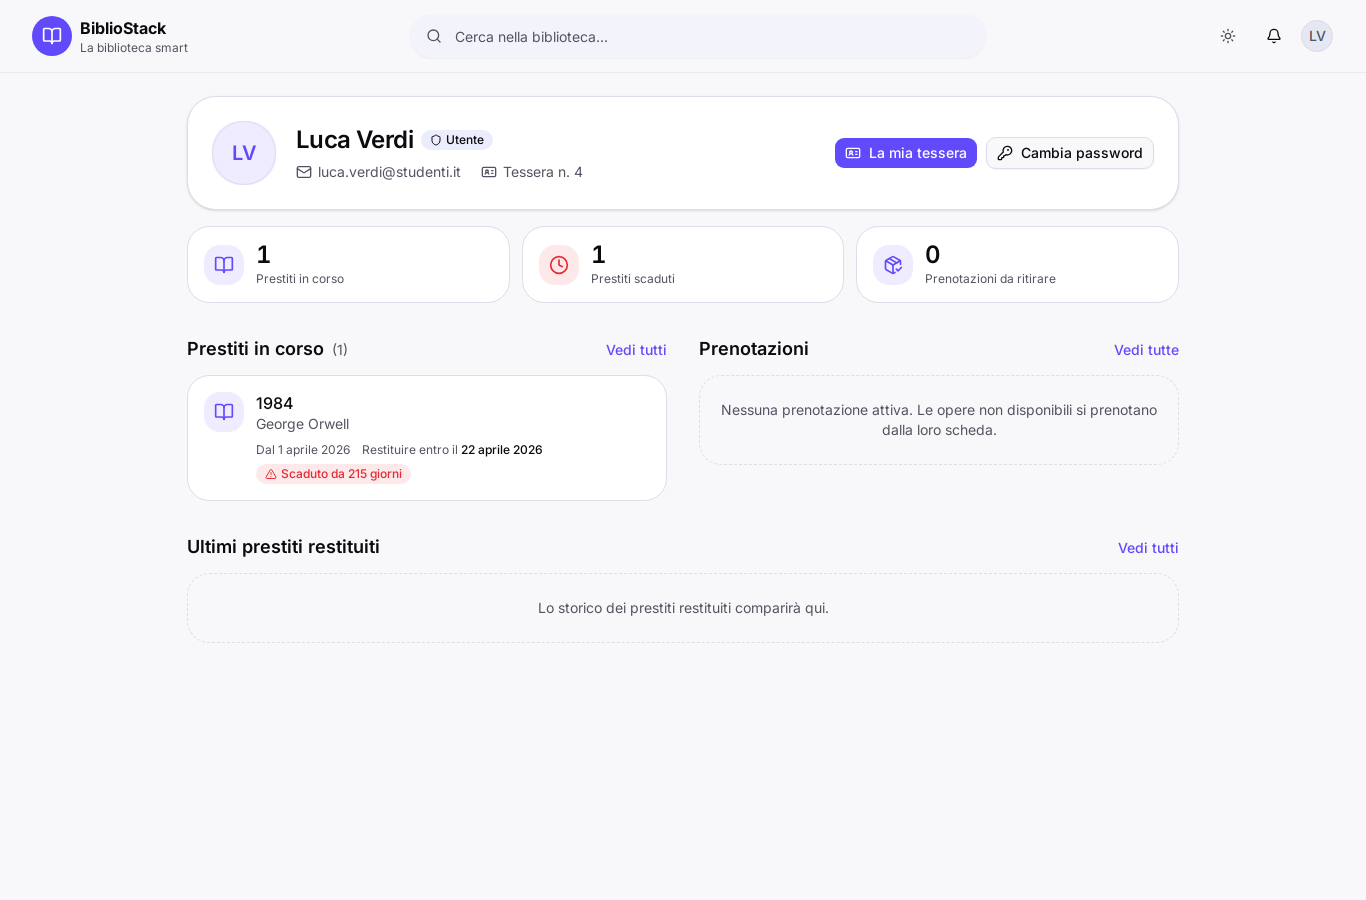 BiblioStack
La biblioteca smart
Cerca nella biblioteca...
LV
LV
Luca Verdi
Utente
luca.verdi@studenti.it
Tessera n. 4
La mia tessera
Cambia password
1
Prestiti in corso
1
Prestiti scaduti
0
Prenotazioni da ritirare
Prestiti in corso (1)
Vedi tutti
1984
George Orwell
Dal 1 aprile 2026 Restituire entro il 22 aprile 2026
Scaduto da 215 giorni
Prenotazioni
Vedi tutte
Nessuna prenotazione attiva. Le opere non disponibili si prenotano
dalla loro scheda.
Ultimi prestiti restituiti
Vedi tutti
Lo storico dei prestiti restituiti comparirà qui.